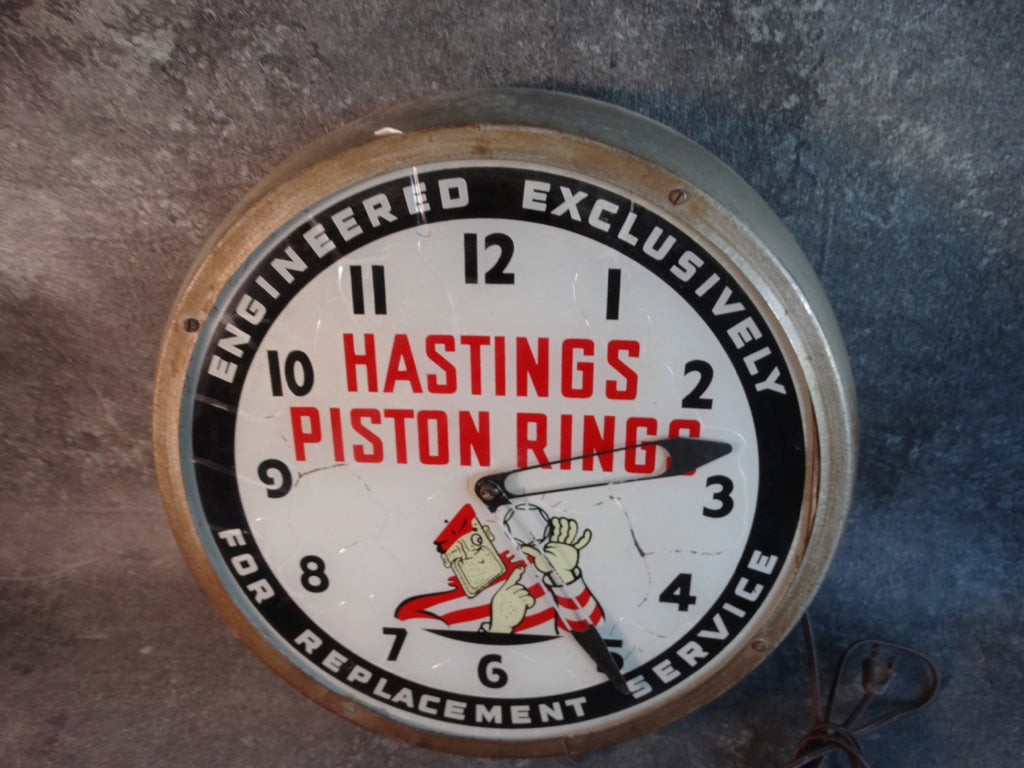 ENGINEERED EXCLUSIVELY
12
11 1
HASTINGS
10 2
PISTON RINGS
9 3
8 4
7 5
6
FOR REPLACEMENT SERVICE